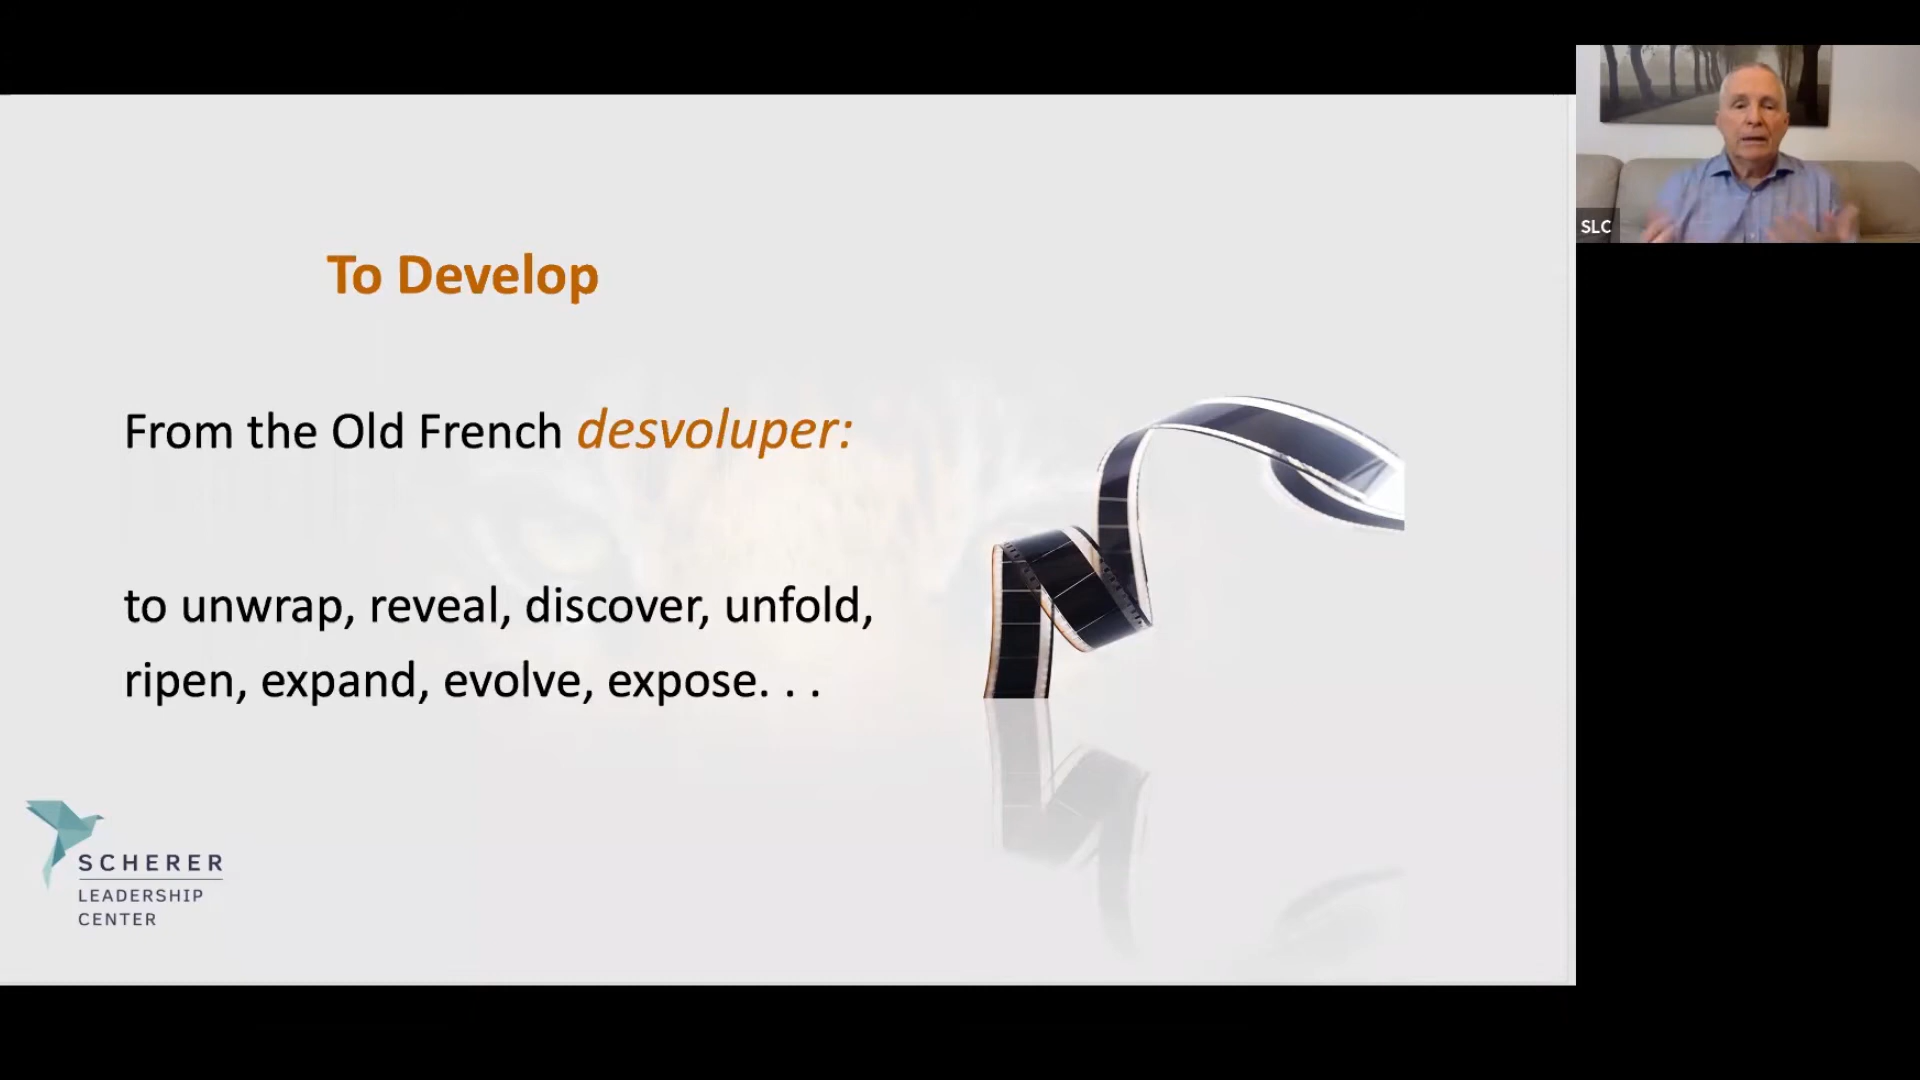 To Develop
From the Old French desvoluper:
to unwrap, reveal, discover, unfold,
ripen, expand, evolve, expose. . .
SCHERER
LEADERSHIP
CENTER
SLC